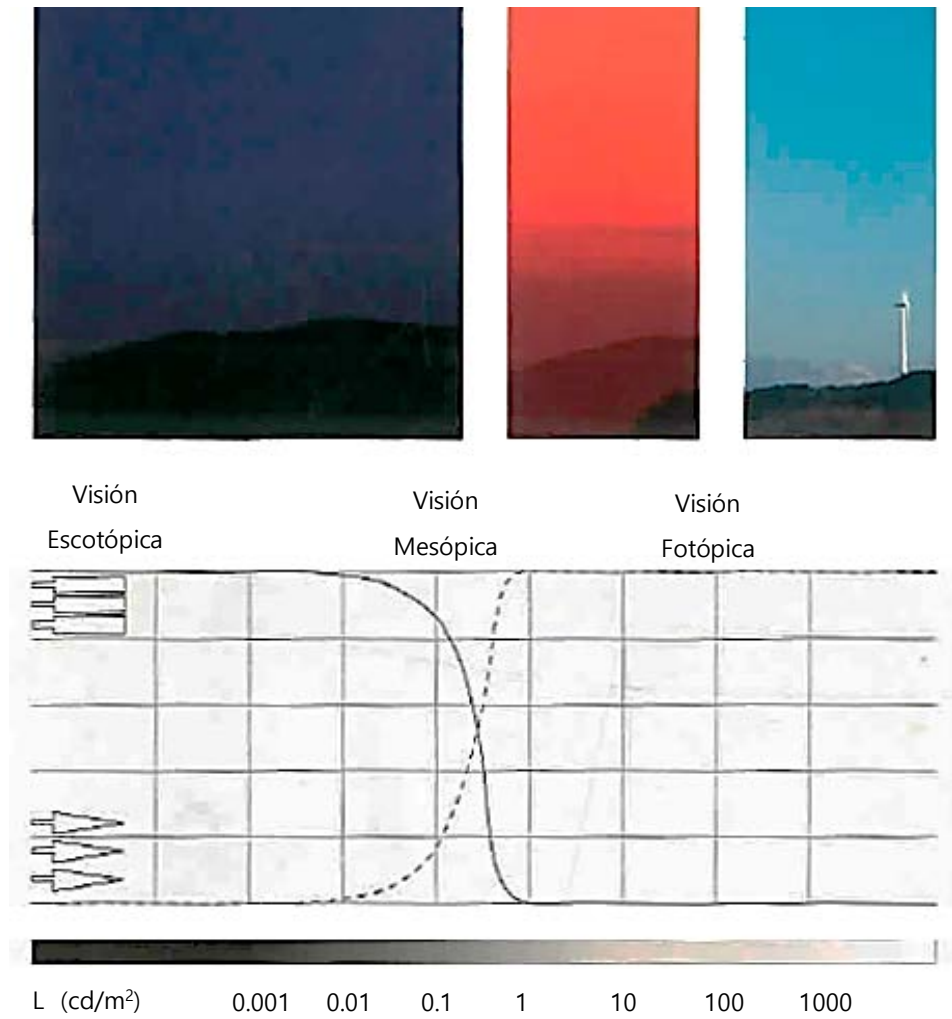 Visión
Escotópica
Visión
Mesópica
Visión
Fotópica
L (cd/m²) 0.001 0.01 0.1 1 10 100 1000